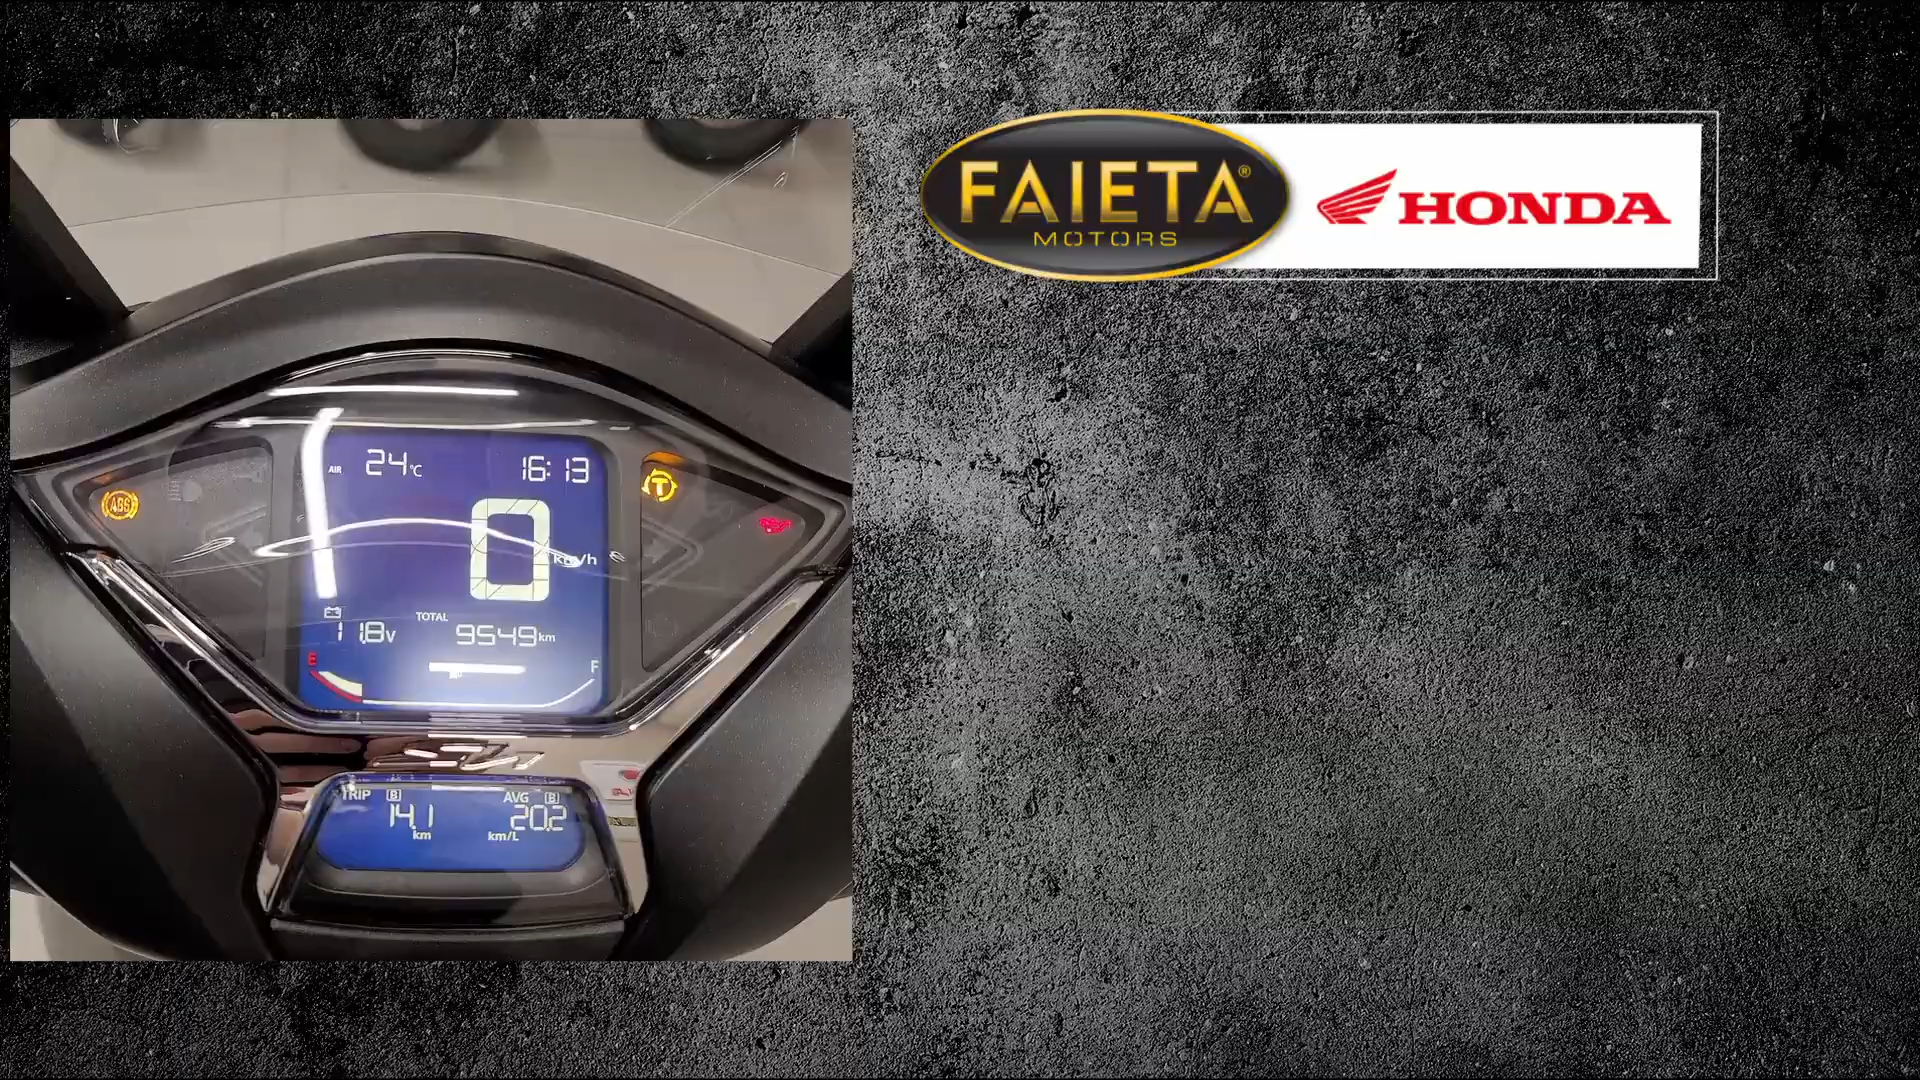 FAIETA®
MOTORS
HONDA
AIR 24°C 16:13
ABS
T
0 km/h
TOTAL
11.8V 9549km
E F
TRIP B 14.1 km
AVG B 20.2 km/L